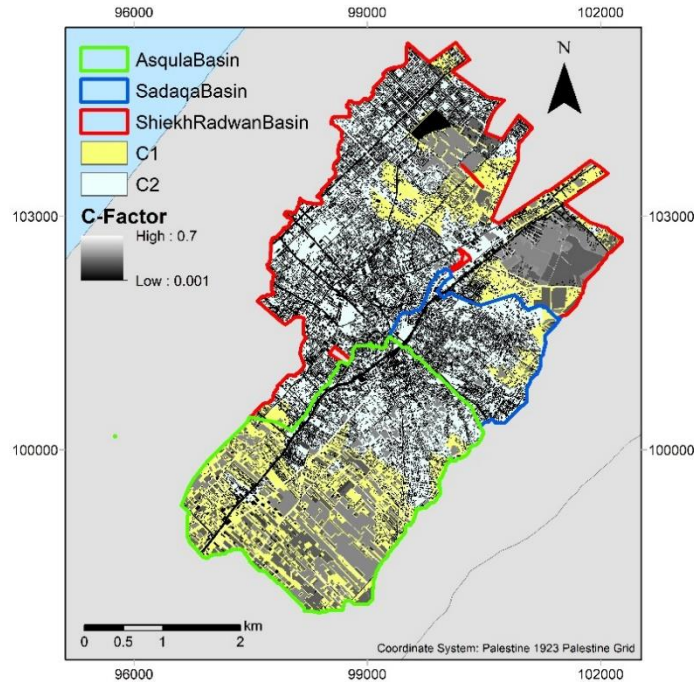 96000 99000 102000
AsqulaBasin
SadaqaBasin
ShiekhRadwanBasin
C1
C2
C-Factor
High : 0.7
Low : 0.001
N
103000 103000
100000 100000
km
0 0.5 1 2
Coordinate System: Palestine 1923 Palestine Grid
96000 99000 102000